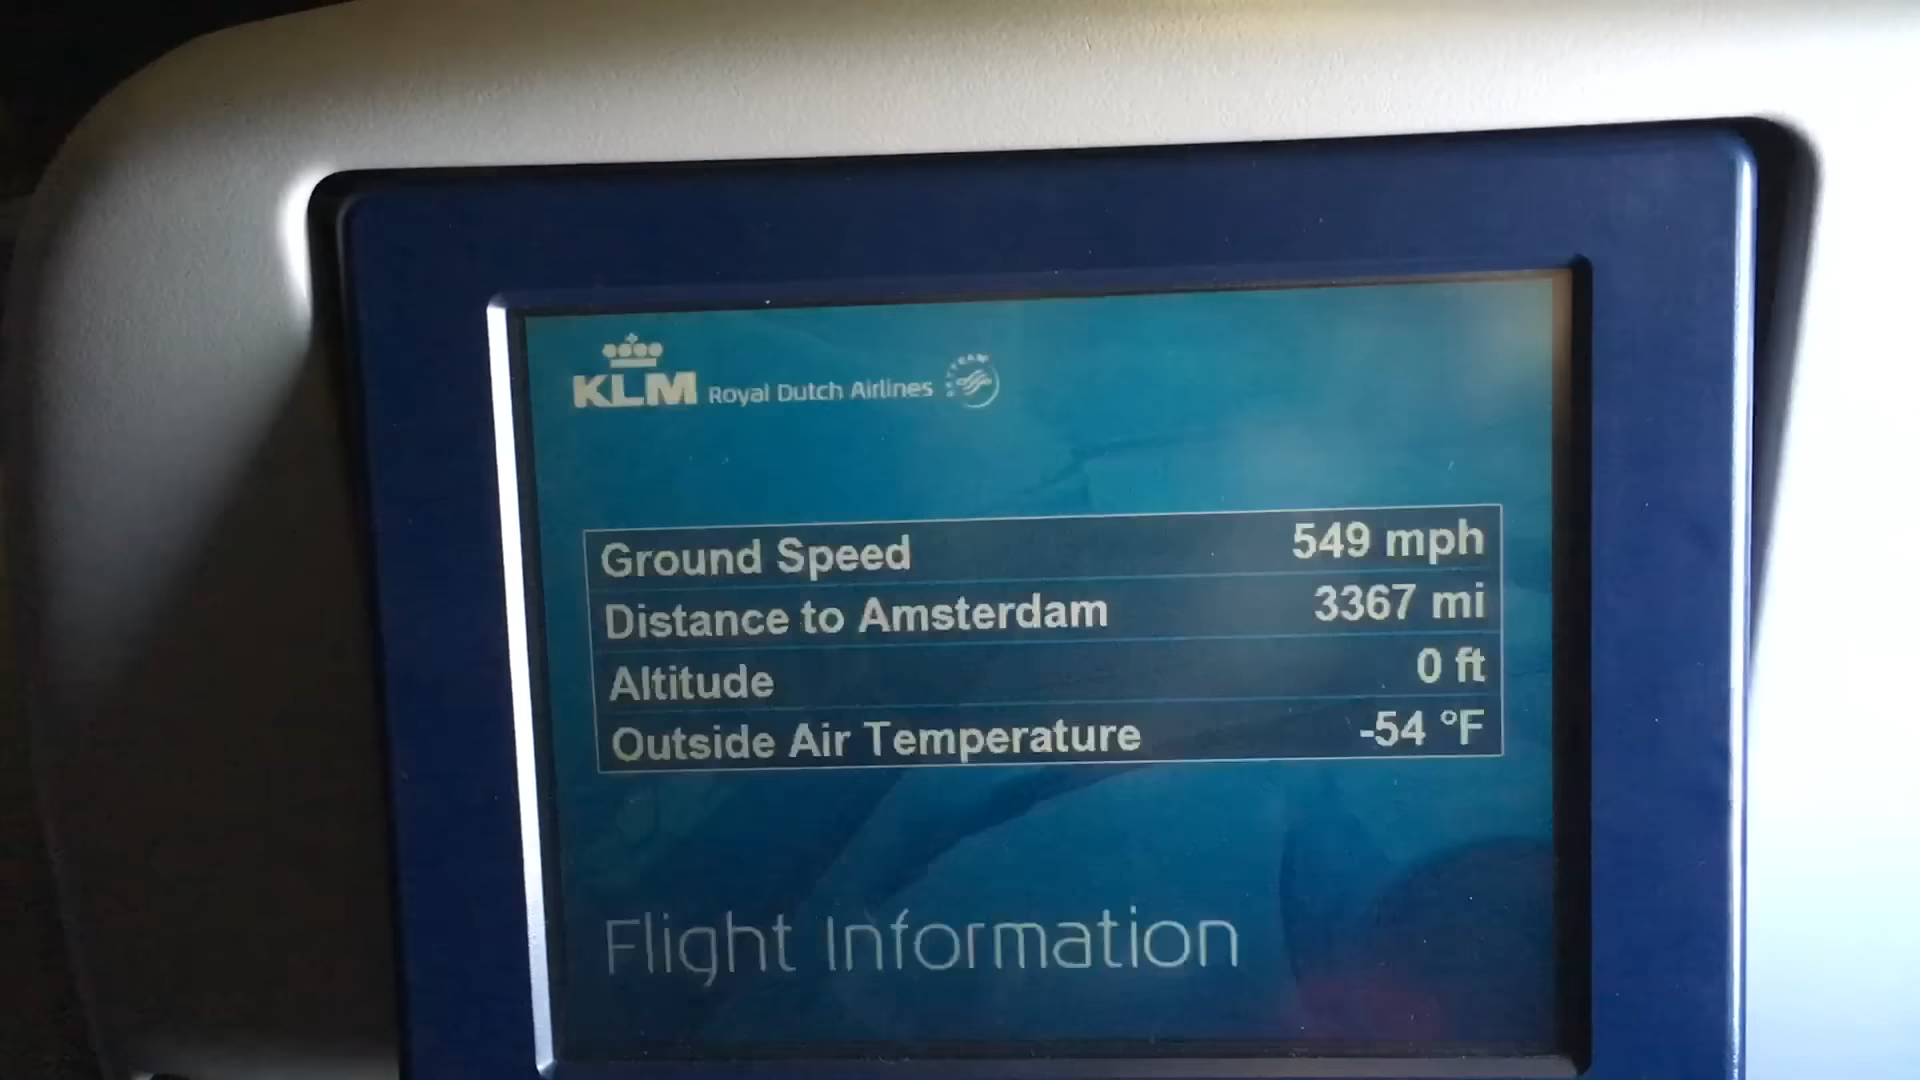 KLM Royal Dutch Airlines SKYTEAM
Ground Speed 549 mph
Distance to Amsterdam 3367 mi
Altitude 0 ft
Outside Air Temperature -54 °F
Flight Information